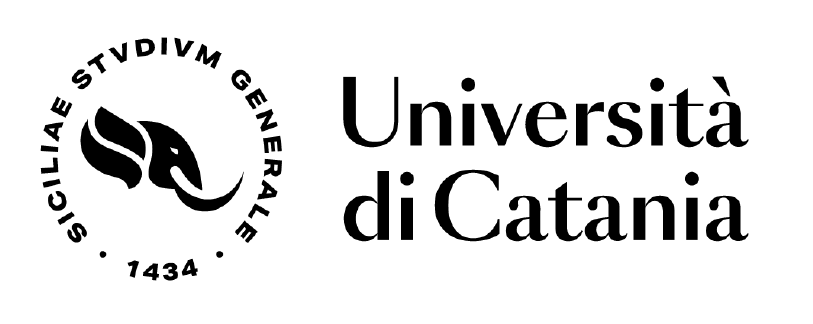 SICILIAE STVDIVM GENERALE
· 1434 ·
Università
di Catania